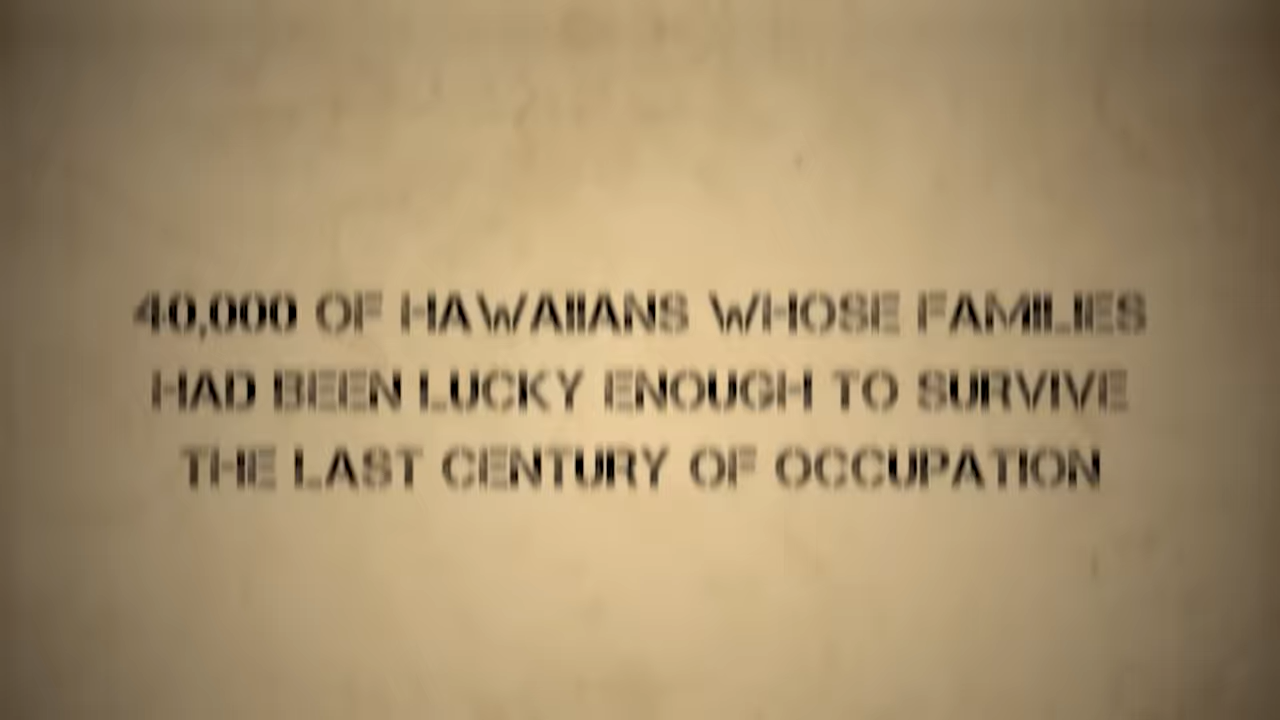 40,000 OF HAWAIIANS WHOSE FAMILIES
HAD BEEN LUCKY ENOUGH TO SURVIVE
THE LAST CENTURY OF OCCUPATION